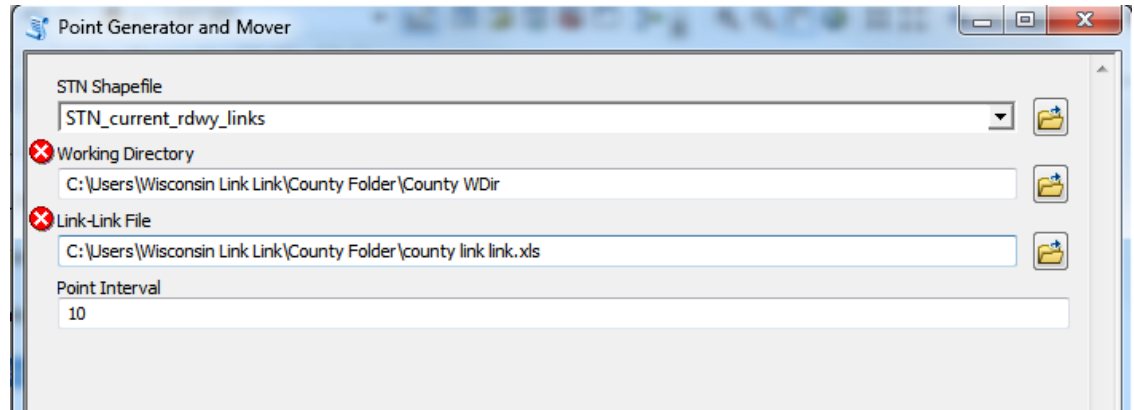 Point Generator and Mover
STN Shapefile
STN_current_rdwy_links
Working Directory
C:\Users\Wisconsin Link Link\County Folder\County WDir
Link-Link File
C:\Users\Wisconsin Link Link\County Folder\county link link.xls
Point Interval
10